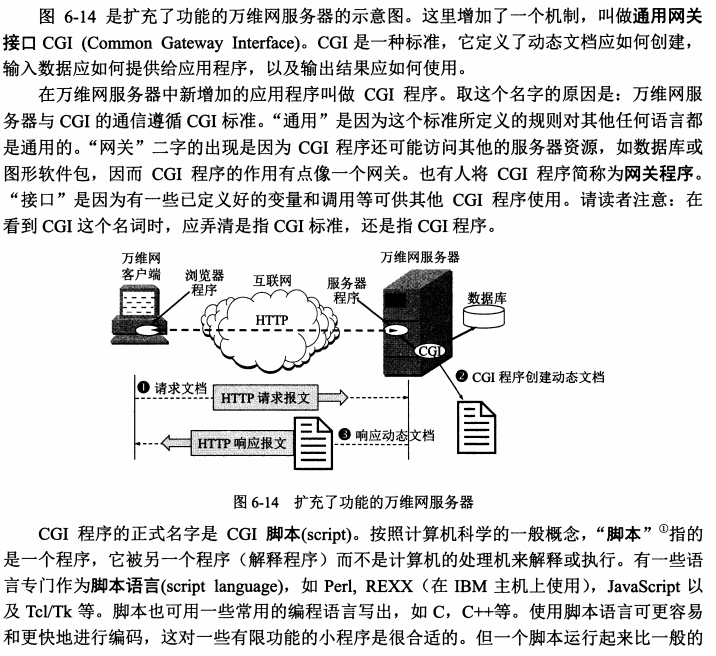 图 6-14 是扩充了功能的万维网服务器的示意图。这里增加了一个机制，叫做通用网关
接口 CGI (Common Gateway Interface)。CGI 是一种标准，它定义了动态文档应如何创建，
输入数据应如何提供给应用程序，以及输出结果应如何使用。
在万维网服务器中新增加的应用程序叫做 CGI 程序。取这个名字的原因是：万维网服
务器与 CGI 的通信遵循 CGI 标准。“通用”是因为这个标准所定义的规则对其他任何语言都
是通用的。“网关”二字的出现是因为 CGI 程序还可能访问其他的服务器资源，如数据库或
图形软件包，因而 CGI 程序的作用有点像一个网关。也有人将 CGI 程序简称为网关程序。
“接口”是因为有一些已定义好的变量和调用等可供其他 CGI 程序使用。请读者注意：在
看到 CGI 这个名词时，应弄清是指 CGI 标准，还是指 CGI 程序。
万维网
客户端
浏览器
程序
互联网
服务器
程序
万维网服务器
数据库
HTTP
CGI
❷ CGI 程序创建动态文档
❶ 请求文档
HTTP 请求报文
HTTP 响应报文
❸ 响应动态文档
图 6-14 扩充了功能的万维网服务器
CGI 程序的正式名字是 CGI 脚本(script)。按照计算机科学的一般概念，“脚本”①指的
是一个程序，它被另一个程序（解释程序）而不是计算机的处理机来解释或执行。有一些语
言专门作为脚本语言(script language)，如 Perl, REXX（在 IBM 主机上使用），JavaScript 以
及 Tcl/Tk 等。脚本也可用一些常用的编程语言写出，如 C，C++等。使用脚本语言可更容易
和更快地进行编码，这对一些有限功能的小程序是很合适的。但一个脚本运行起来比一般的